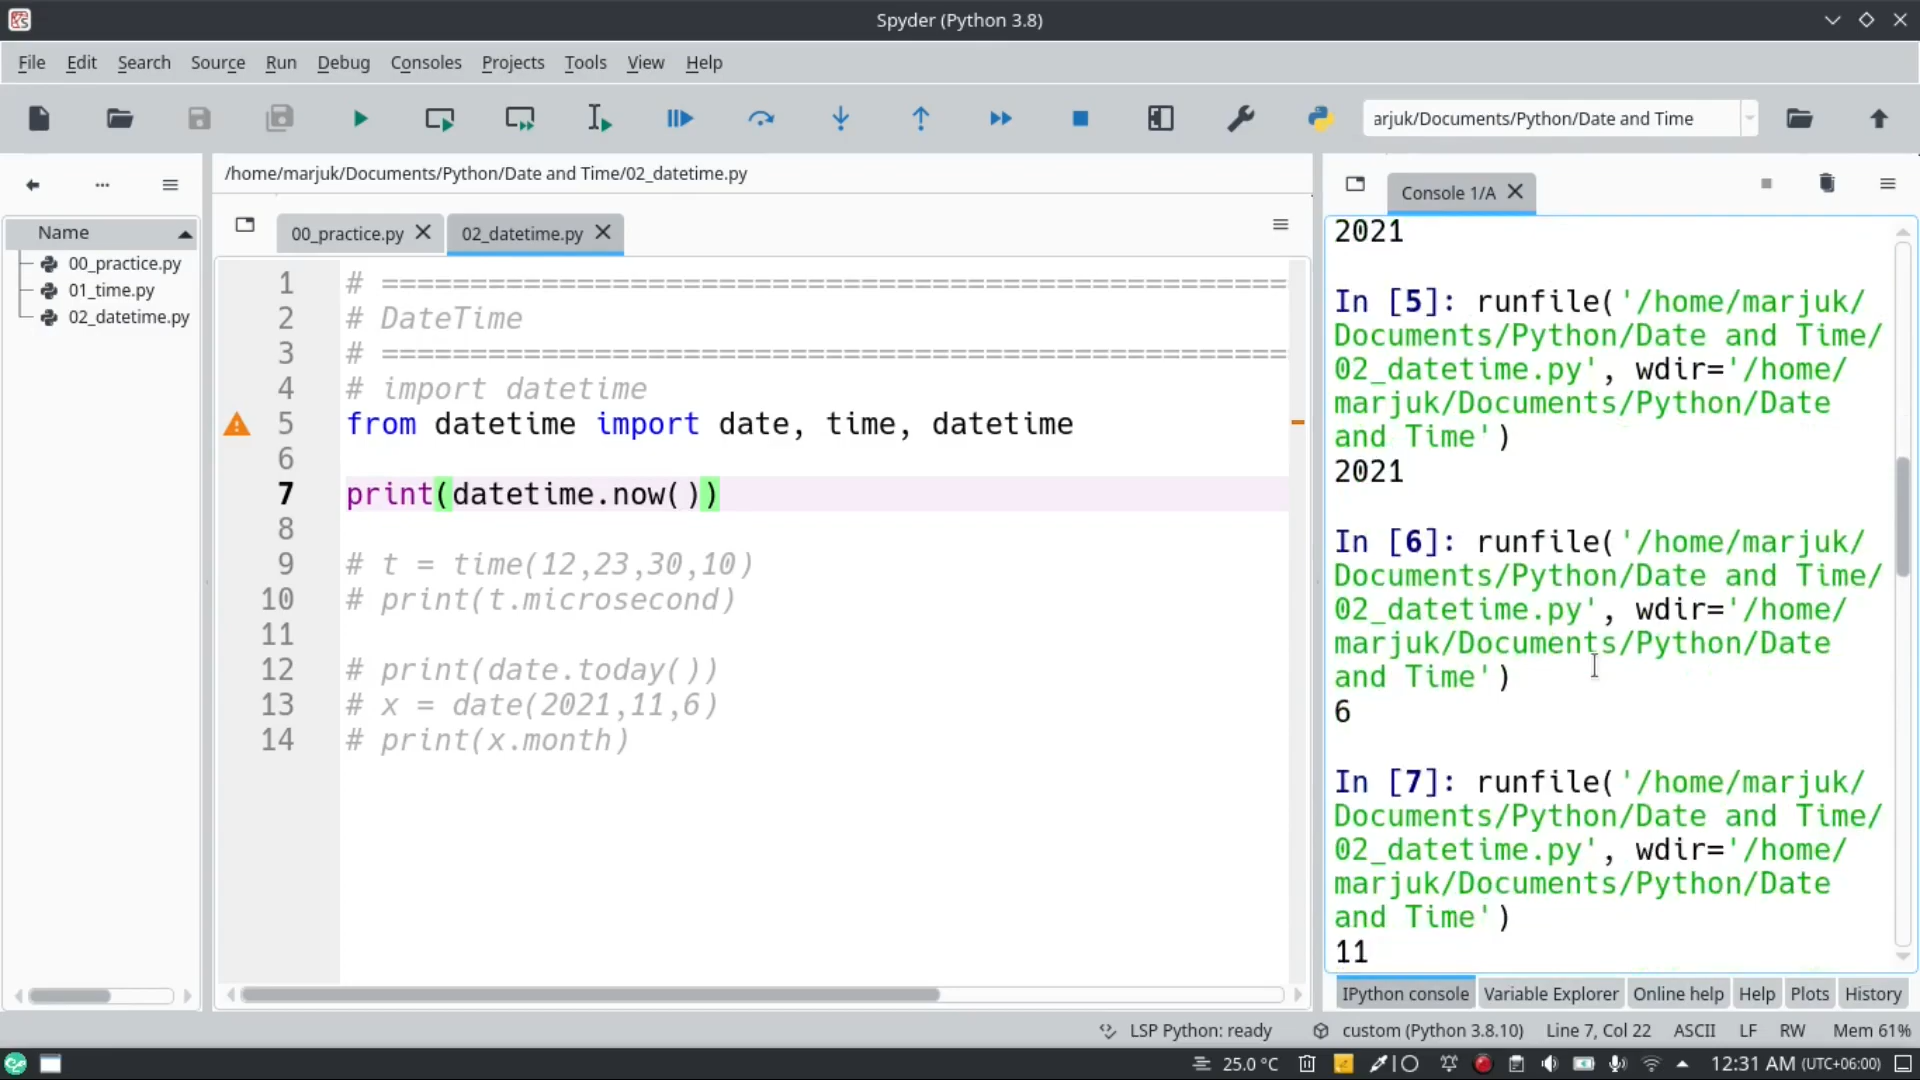 Spyder (Python 3.8)
File Edit Search Source Run Debug Consoles Projects Tools View Help
arjuk/Documents/Python/Date and Time
/home/marjuk/Documents/Python/Date and Time/02_datetime.py
Name
00_practice.py
01_time.py
02_datetime.py
00_practice.py 02_datetime.py
1 # ===================================================
2 # DateTime
3 # ===================================================
4 # import datetime
5 from datetime import date, time, datetime
6
7 print(datetime.now())
8
9 # t = time(12,23,30,10)
10 # print(t.microsecond)
11
12 # print(date.today())
13 # x = date(2021,11,6)
14 # print(x.month)
Console 1/A
2021
In [5]: runfile('/home/marjuk/
Documents/Python/Date and Time/
02_datetime.py', wdir='/home/
marjuk/Documents/Python/Date
and Time')
2021
In [6]: runfile('/home/marjuk/
Documents/Python/Date and Time/
02_datetime.py', wdir='/home/
marjuk/Documents/Python/Date
and Time')
6
In [7]: runfile('/home/marjuk/
Documents/Python/Date and Time/
02_datetime.py', wdir='/home/
marjuk/Documents/Python/Date
and Time')
11
IPython console Variable Explorer Online help Help Plots History
LSP Python: ready custom (Python 3.8.10) Line 7, Col 22 ASCII LF RW Mem 61%
25.0 °C 12:31 AM (UTC+06:00)